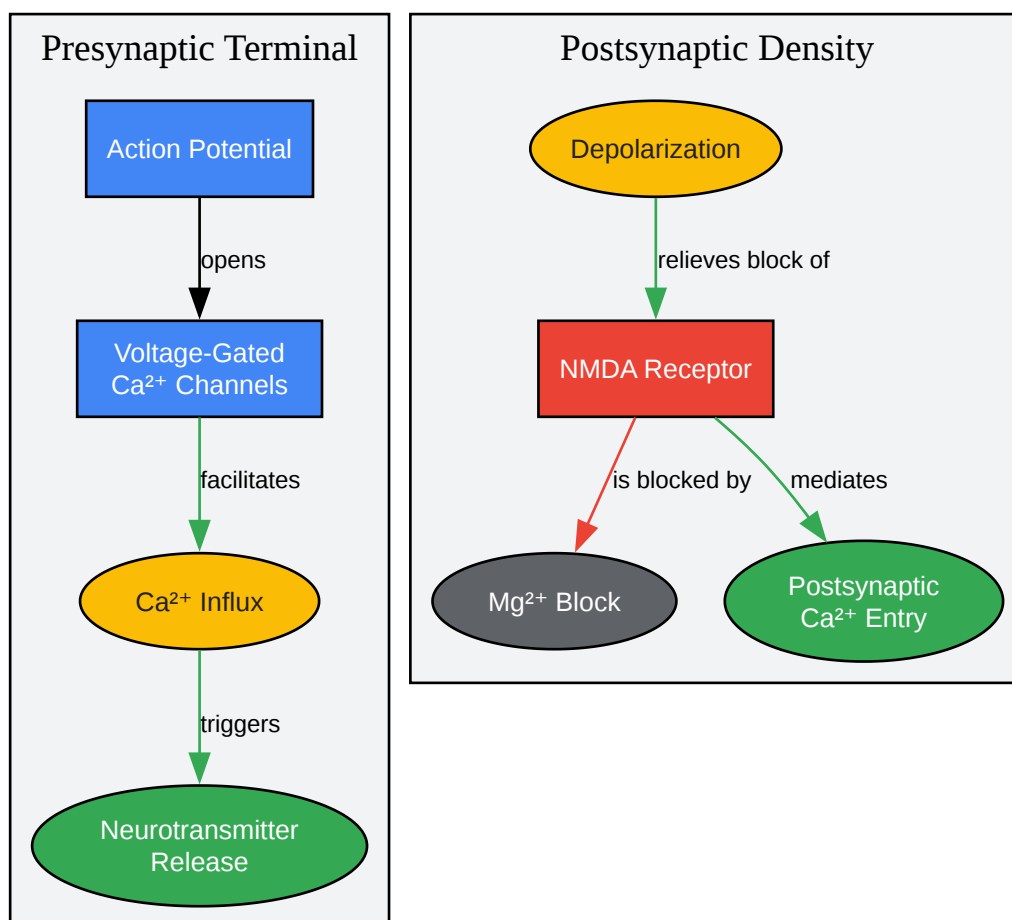 Presynaptic Terminal
Action Potential
opens
Voltage-Gated
Ca²⁺ Channels
facilitates
Ca²⁺ Influx
triggers
Neurotransmitter
Release
Postsynaptic Density
Depolarization
relieves block of
NMDA Receptor
is blocked by
mediates
Mg²⁺ Block
Postsynaptic
Ca²⁺ Entry